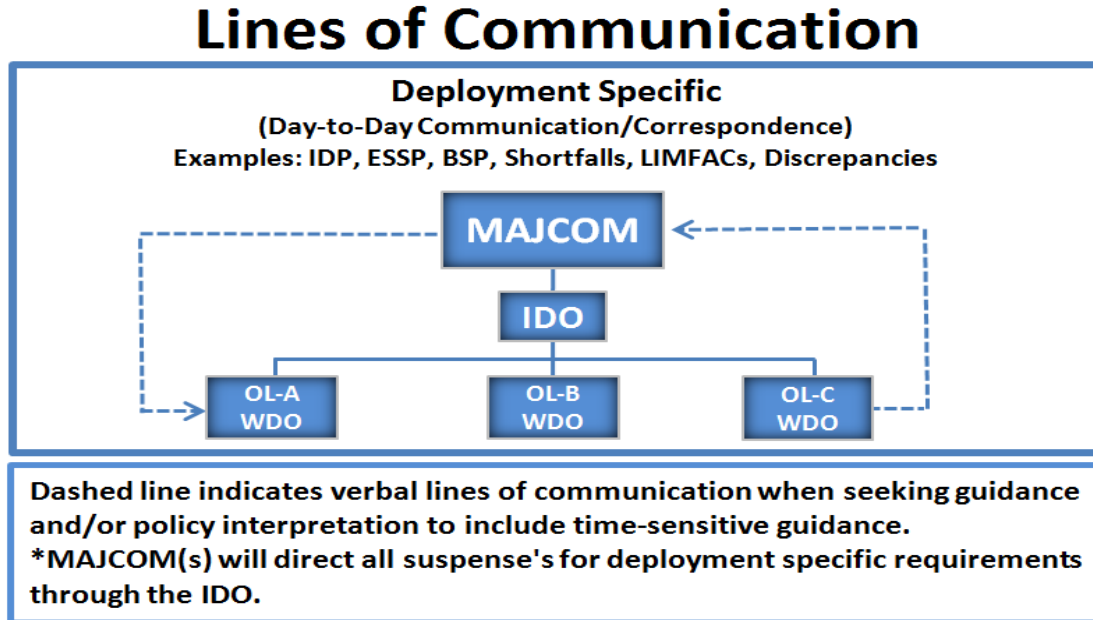 Lines of Communication
Deployment Specific
(Day-to-Day Communication/Correspondence)
Examples: IDP, ESSP, BSP, Shortfalls, LIMFACs, Discrepancies
MAJCOM
IDO
OL-A
WDO
OL-B
WDO
OL-C
WDO
Dashed line indicates verbal lines of communication when seeking guidance
and/or policy interpretation to include time-sensitive guidance.
*MAJCOM(s) will direct all suspense's for deployment specific requirements
through the IDO.